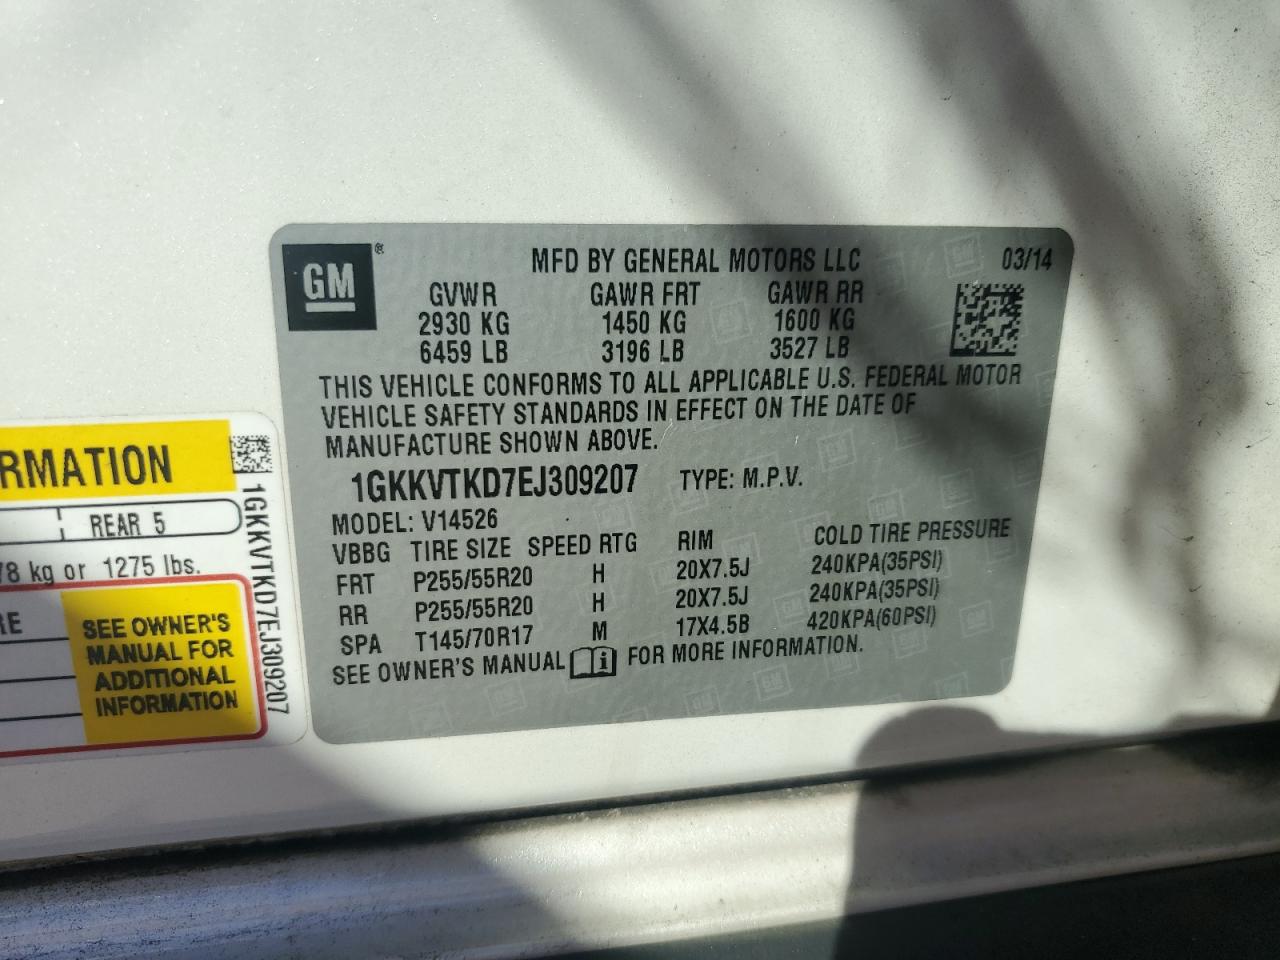 GM ®
MFD BY GENERAL MOTORS LLC 03/14
GVWR GAWR FRT GAWR RR
2930 KG 1450 KG 1600 KG
6459 LB 3196 LB 3527 LB
THIS VEHICLE CONFORMS TO ALL APPLICABLE U.S. FEDERAL MOTOR
VEHICLE SAFETY STANDARDS IN EFFECT ON THE DATE OF
MANUFACTURE SHOWN ABOVE.
1GKKVTKD7EJ309207 TYPE: M.P.V.
MODEL: V14526
VBBG TIRE SIZE SPEED RTG RIM COLD TIRE PRESSURE
FRT P255/55R20 H 20X7.5J 240KPA(35PSI)
RR P255/55R20 H 20X7.5J 240KPA(35PSI)
SPA T145/70R17 M 17X4.5B 420KPA(60PSI)
SEE OWNER'S MANUAL i FOR MORE INFORMATION.
RMATION
REAR 5
78 kg or 1275 lbs.
RE
SEE OWNER'S
MANUAL FOR
ADDITIONAL
INFORMATION
1GKKVTKD7EJ309207